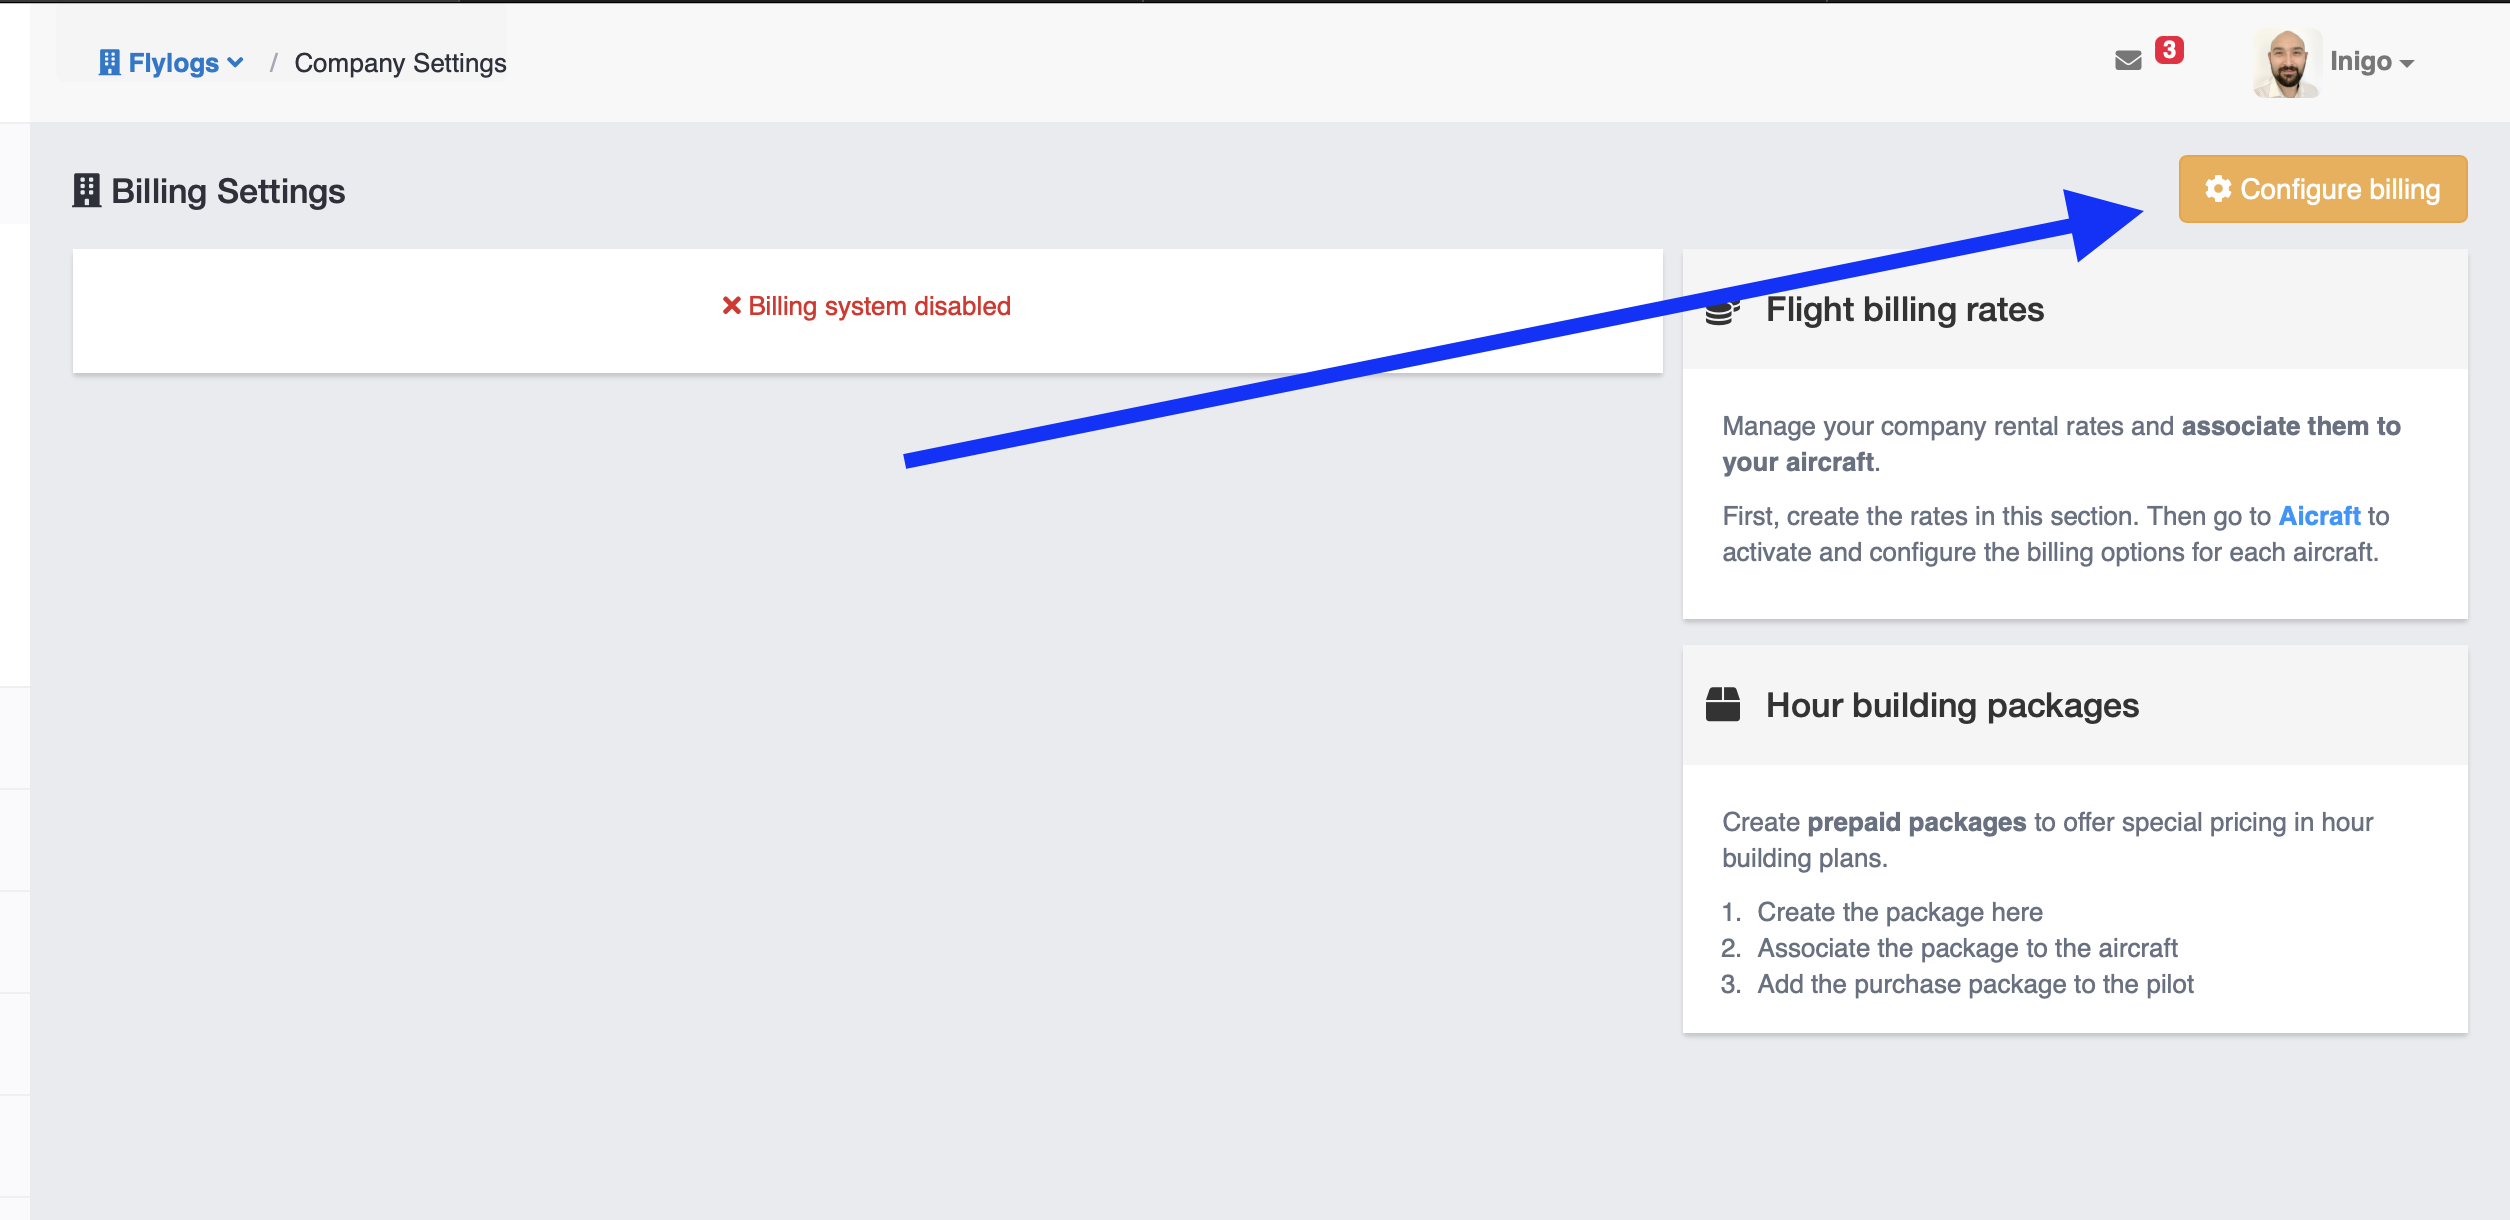 Flylogs / Company Settings
3
Inigo
Billing Settings
Configure billing
Billing system disabled
Flight billing rates
Manage your company rental rates and associate them to
your aircraft.
First, create the rates in this section. Then go to Aicraft to
activate and configure the billing options for each aircraft.
Hour building packages
Create prepaid packages to offer special pricing in hour
building plans.
1. Create the package here
2. Associate the package to the aircraft
3. Add the purchase package to the pilot